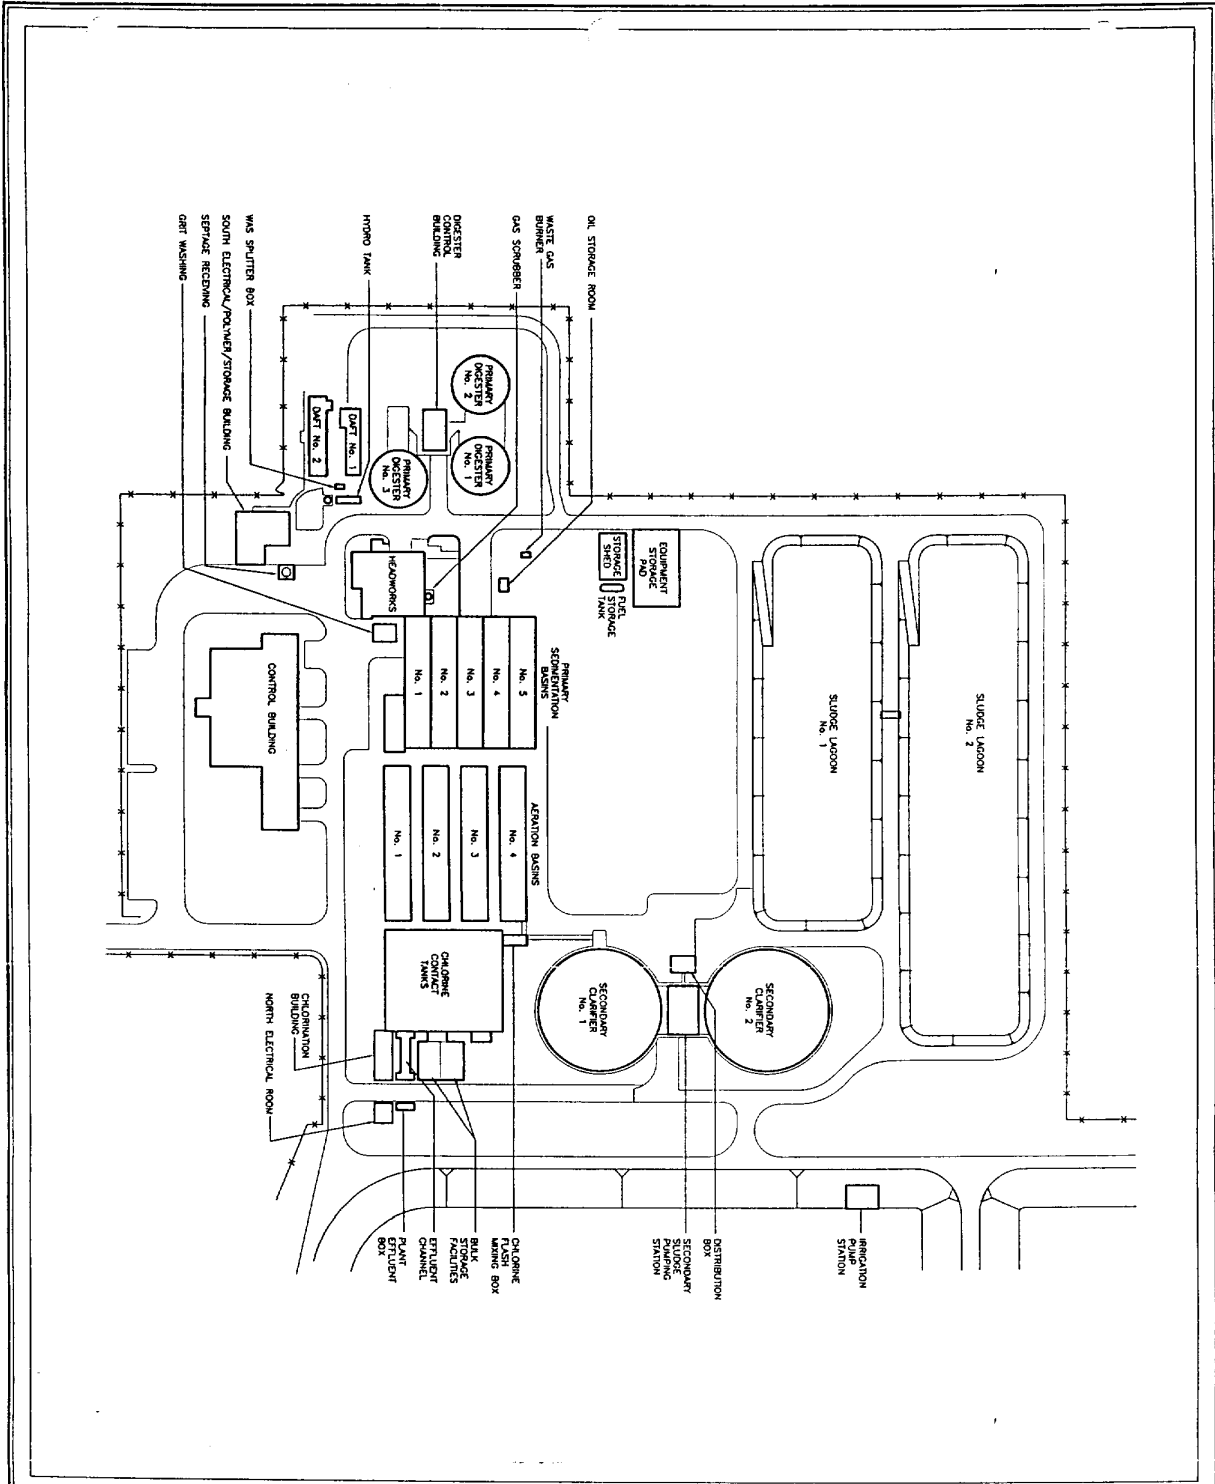 OIL STORAGE ROOM
WASTE GAS
BURNER
GAS SCRUBBER
DIGESTER
CONTROL
BUILDING
HYDRO TANK
WAS SPLITTER BOX
SOUTH ELECTRICAL/POLYMER/STORAGE BUILDING
SEPTAGE RECEIVING
GRIT WASHING
PRIMARY
DIGESTER
No. 2
PRIMARY
DIGESTER
No. 1
PRIMARY
DIGESTER
No. 3
DAFT No. 1
DAFT No. 2
EQUIPMENT
STORAGE
PAD
STORAGE
SHED
FUEL
STORAGE
TANK
HEADWORKS
PRIMARY
SEDIMENTATION
BASINS
No. 5
No. 4
No. 3
No. 2
No. 1
SLUDGE LAGOON
No. 2
SLUDGE LAGOON
No. 1
CONTROL BUILDING
AERATION BASINS
No. 4
No. 3
No. 2
No. 1
CHLORINE
CONTACT
TANKS
SECONDARY
CLARIFIER
No. 2
SECONDARY
CLARIFIER
No. 1
CHLORINATION
BUILDING
NORTH ELECTRICAL ROOM
IRRIGATION
PUMP
STATION
DISTRIBUTION
BOX
SECONDARY
SLUDGE
PUMPING
STATION
CHLORINE
FLASH
MIXING BOX
BULK
STORAGE
FACILITIES
EFFLUENT
CHANNEL
PLANT
EFFLUENT
BOX